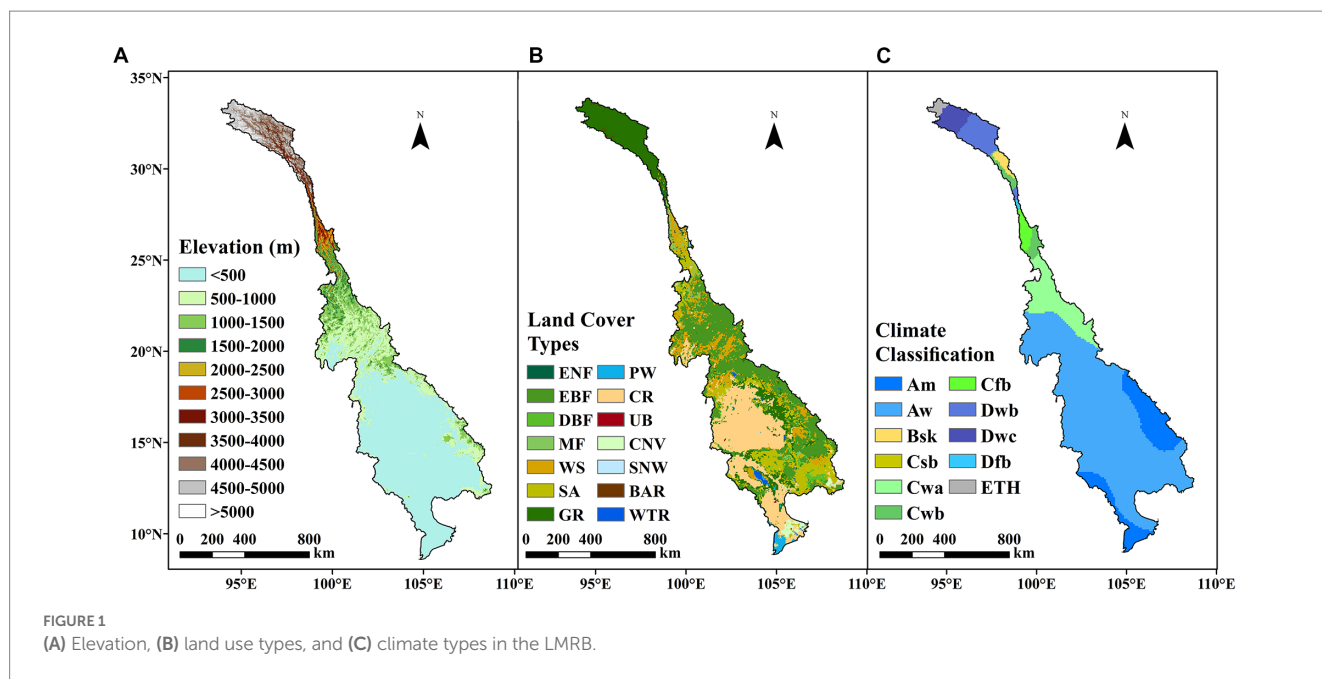 A
B
C
35°N
30°N
25°N
20°N
15°N
10°N
N
N
N
Elevation (m)
<500
500-1000
1000-1500
1500-2000
2000-2500
2500-3000
3000-3500
3500-4000
4000-4500
4500-5000
>5000
0 200 400 800
km
Land Cover
Types
ENF
EBF
DBF
MF
WS
SA
GR
PW
CR
UB
CNV
SNW
BAR
WTR
0 200 400 800
km
Climate
Classification
Am
Aw
Bsk
Csb
Cwa
Cwb
Cfb
Dwb
Dwc
Dfb
ETH
0 200 400 800
km
95°E 100°E 105°E 110°E
95°E 100°E 105°E 110°E
95°E 100°E 105°E 110°E
FIGURE 1
(A) Elevation, (B) land use types, and (C) climate types in the LMRB.